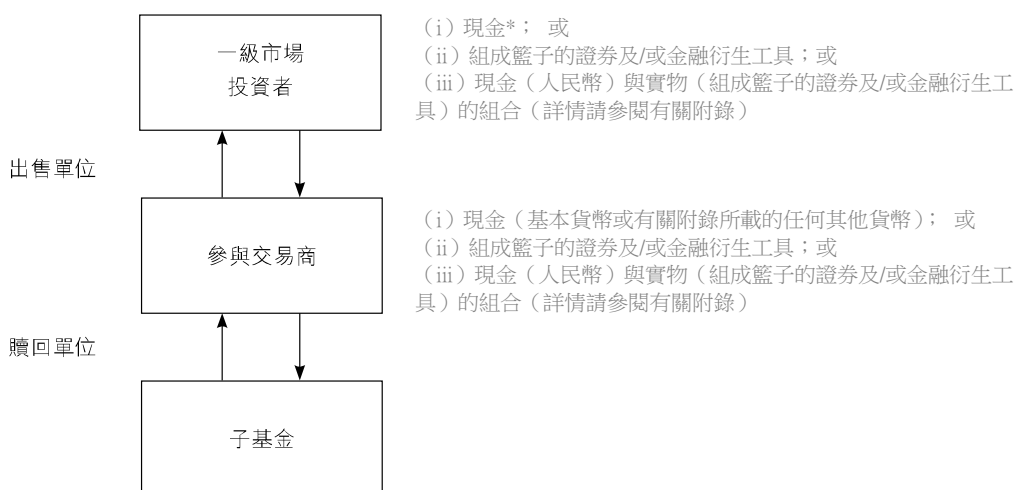 一級市場
投資者
（i）現金*； 或
（ii）組成籃子的證券及/或金融衍生工具；或
（iii）現金（人民幣）與實物（組成籃子的證券及/或金融衍生工
具）的組合（詳情請參閱有關附錄）
出售單位
參與交易商
（i）現金（基本貨幣或有關附錄所載的任何其他貨幣）； 或
（ii）組成籃子的證券及/或金融衍生工具；或
（iii）現金（人民幣）與實物（組成籃子的證券及/或金融衍生工
具）的組合（詳情請參閱有關附錄）
贖回單位
子基金